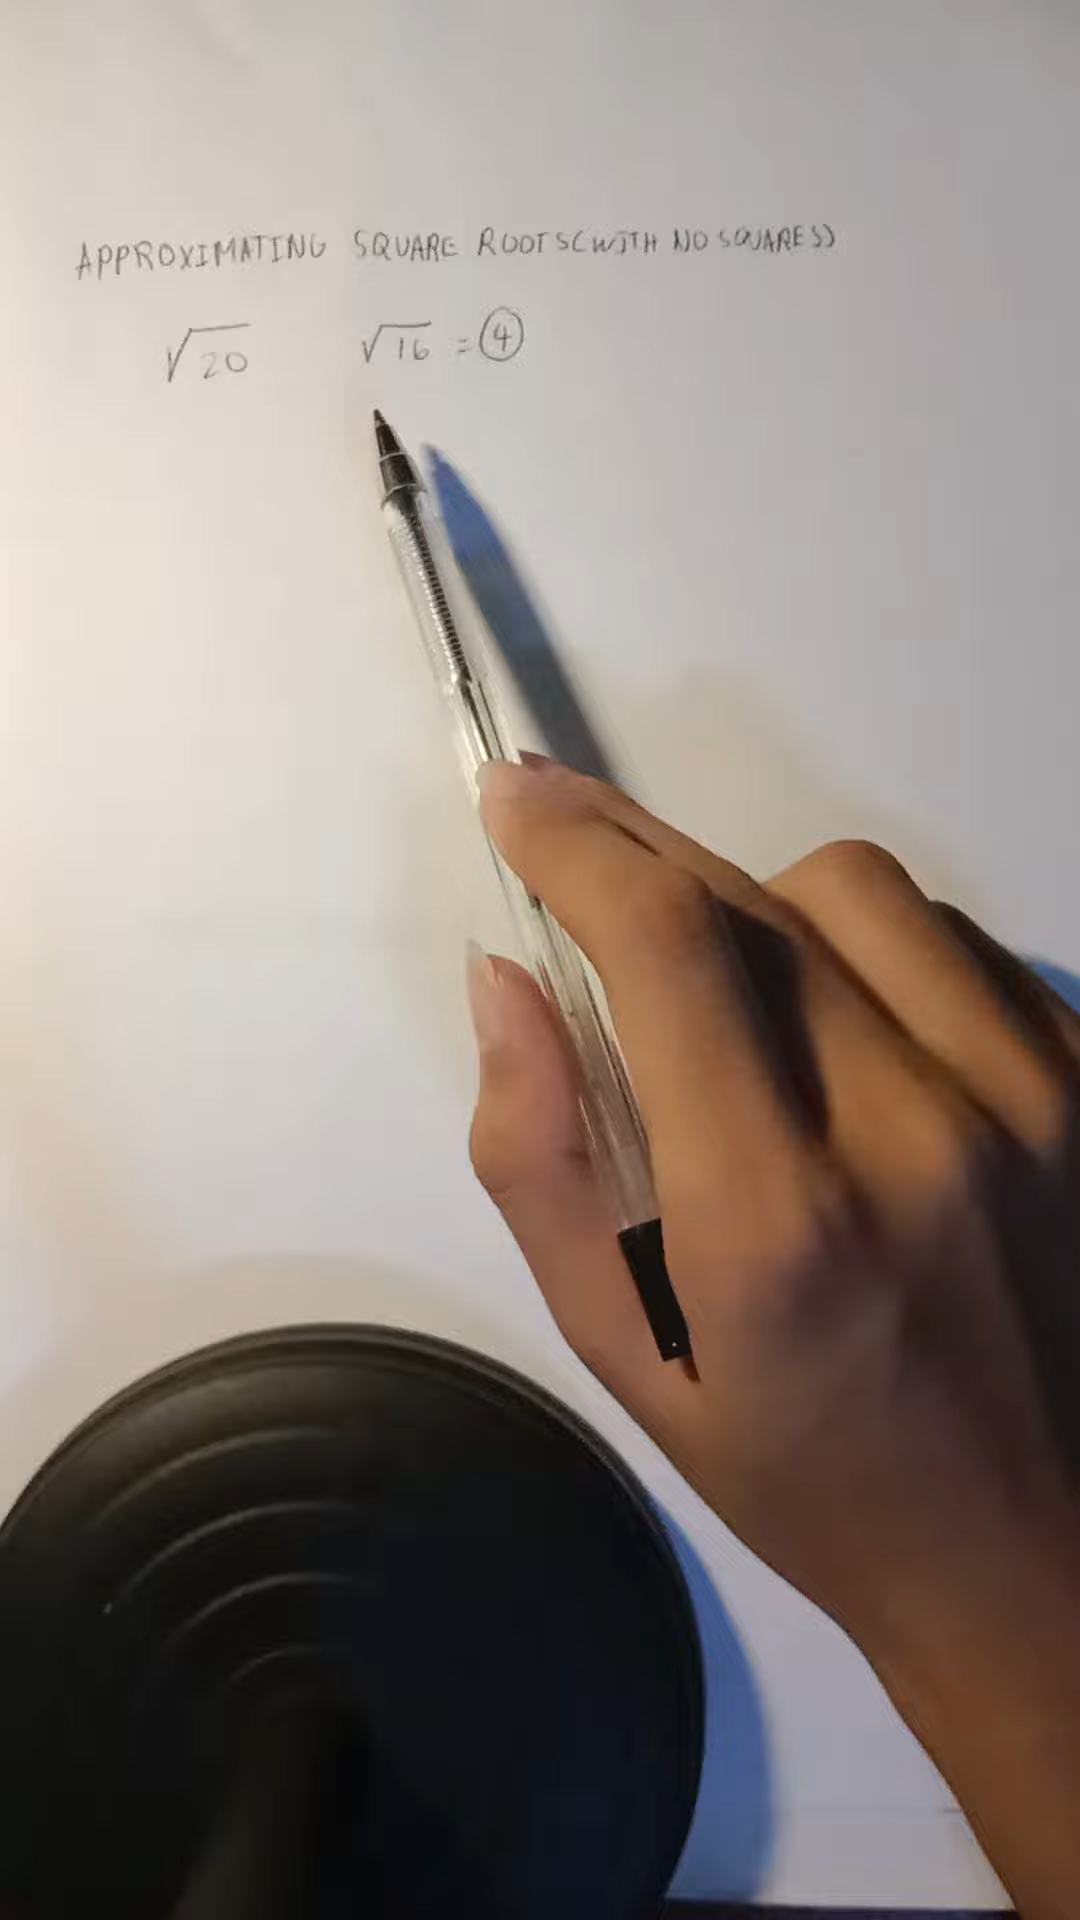 APPROXIMATING SQUARE ROOTS(WITH NO SQUARES)
√20 √16 = 4